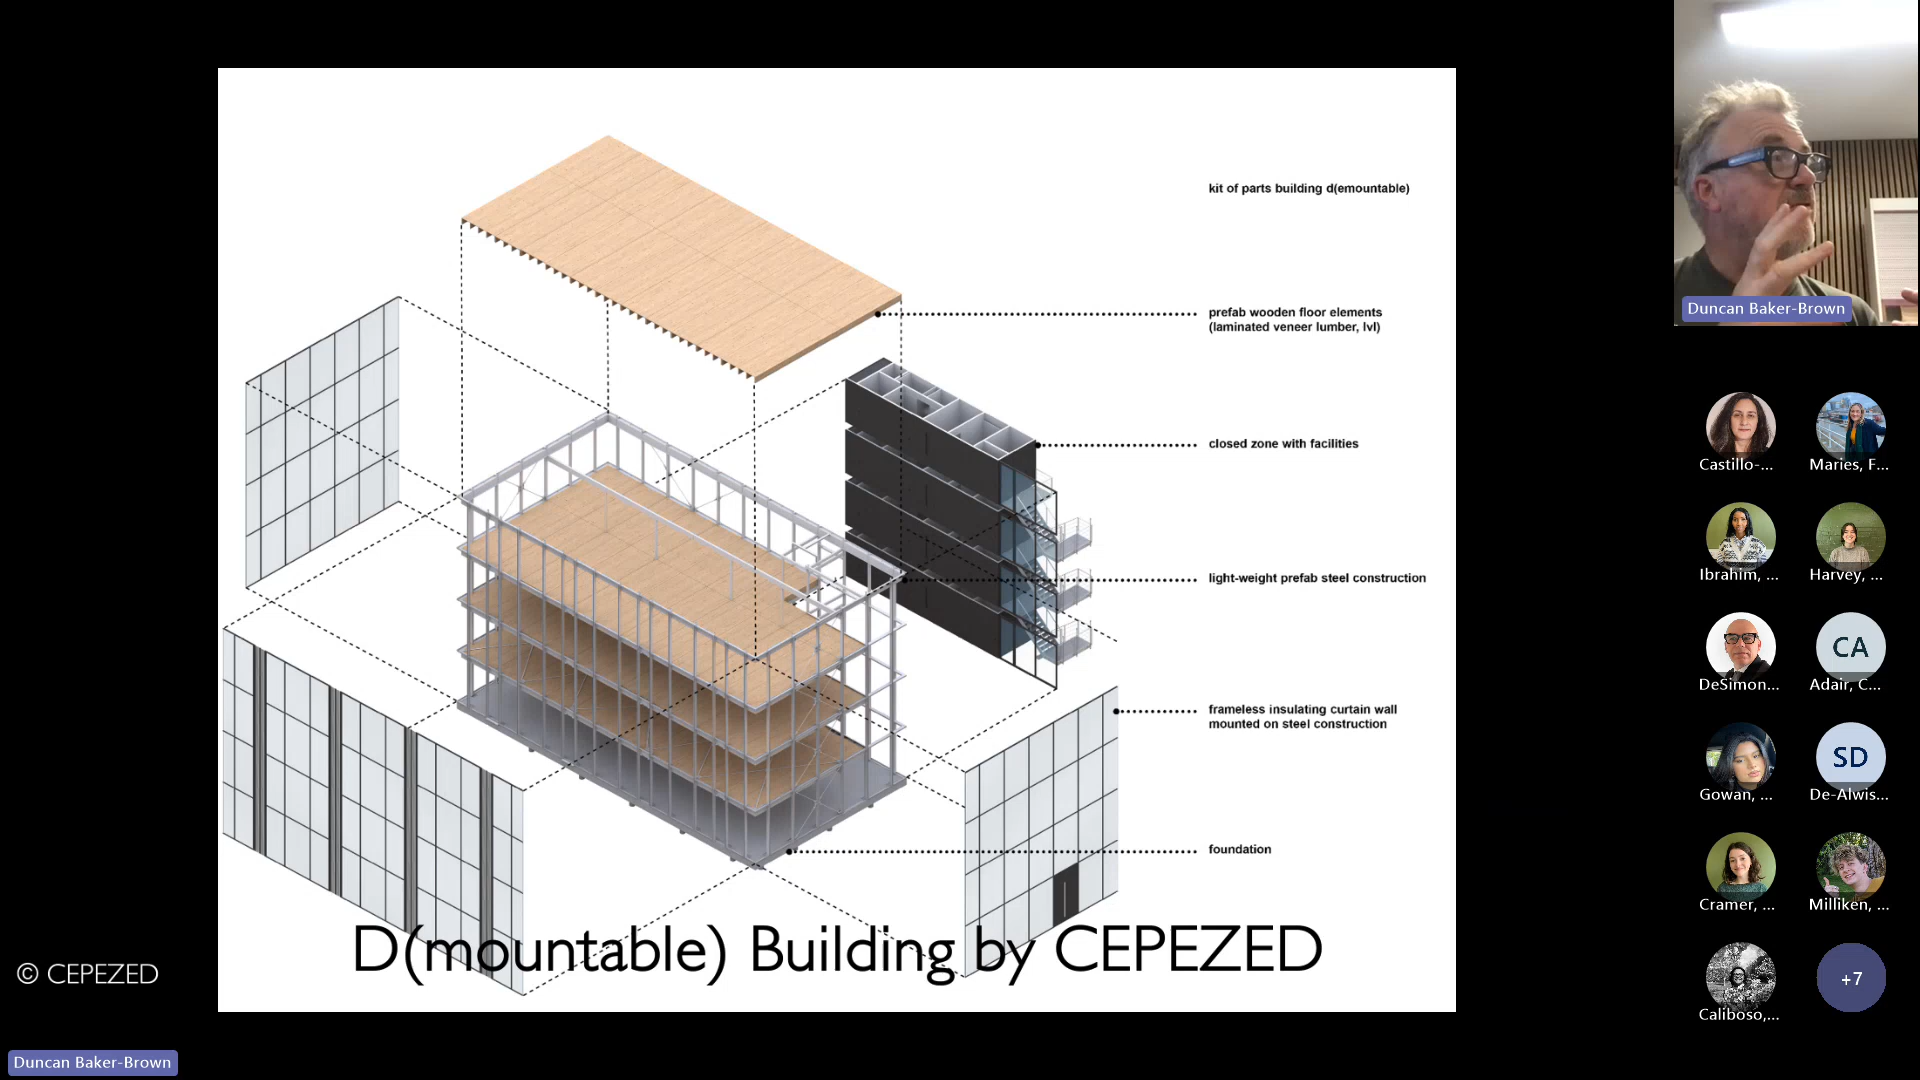 kit of parts building d(emountable)
prefab wooden floor elements
(laminated veneer lumber, lvl)
closed zone with facilities
light-weight prefab steel construction
frameless insulating curtain wall
mounted on steel construction
foundation
D(mountable) Building by CEPEZED
© CEPEZED
Duncan Baker-Brown
Duncan Baker-Brown
Castillo-...
Maries, F...
Ibrahim, ...
Harvey, ...
DeSimon...
CA
Adair, C...
Gowan, ...
SD
De-Alwis...
Cramer, ...
Milliken, ...
Caliboso,...
+7